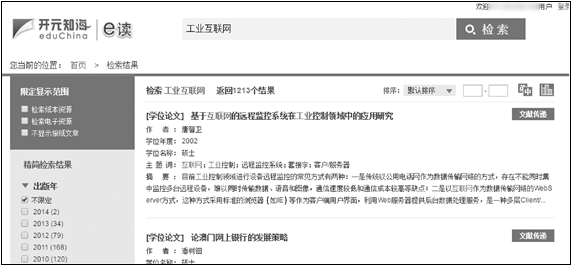 欢迎 用户 登录
开元知海 e读
eduChina
工业互联网
检索
您当前的位置： 首页 > 检索结果
限定显示范围
检索纸本资源
检索电子资源
不显示报纸文章
精简检索结果
出版年
不限定
2014 (2)
2013 (34)
2012 (79)
2011 (168)
2010 (120)
检索 工业互联网 返回1213个结果
排序： 默认排序 -
[学位论文] 基于互联网的远程监控系统在工业控制领域中的应用研究
文献传递
作 者 ： 唐智卫
学位年度： 2002
学位名称： 硕士
主 题 词： 互联网；工业控制；远程监控系统；套接字；客户/服务器
摘 要 ： 目前工业控制领域进行设备远程监控的常见方式有两种：一是传统以公用电话网作为数据传输网络的方式，存在不能同时集
中监控多台远程设备，难以同时传输数据、语音和图像，通信速度较低和通信成本较高等缺点；二是以互联网作为数据传输网络的WebS
erver方式，这种方式采用标准的浏览器 (如IE ) 等作为客户端用户界面，利用Web服务器提供后台数据处理服务，是一种多层Client/...
[学位论文] 论澳门网上银行的发展策略
文献传递
作 者 ： 潘树佃
学位名称： 硕士